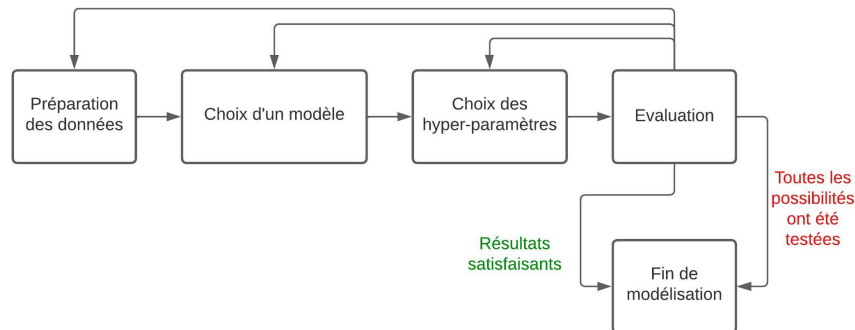 Préparation
des données
Choix d'un modèle
Choix des
hyper-paramètres
Evaluation
Toutes les
possibilités
ont été
testées
Résultats
satisfaisants
Fin de
modélisation